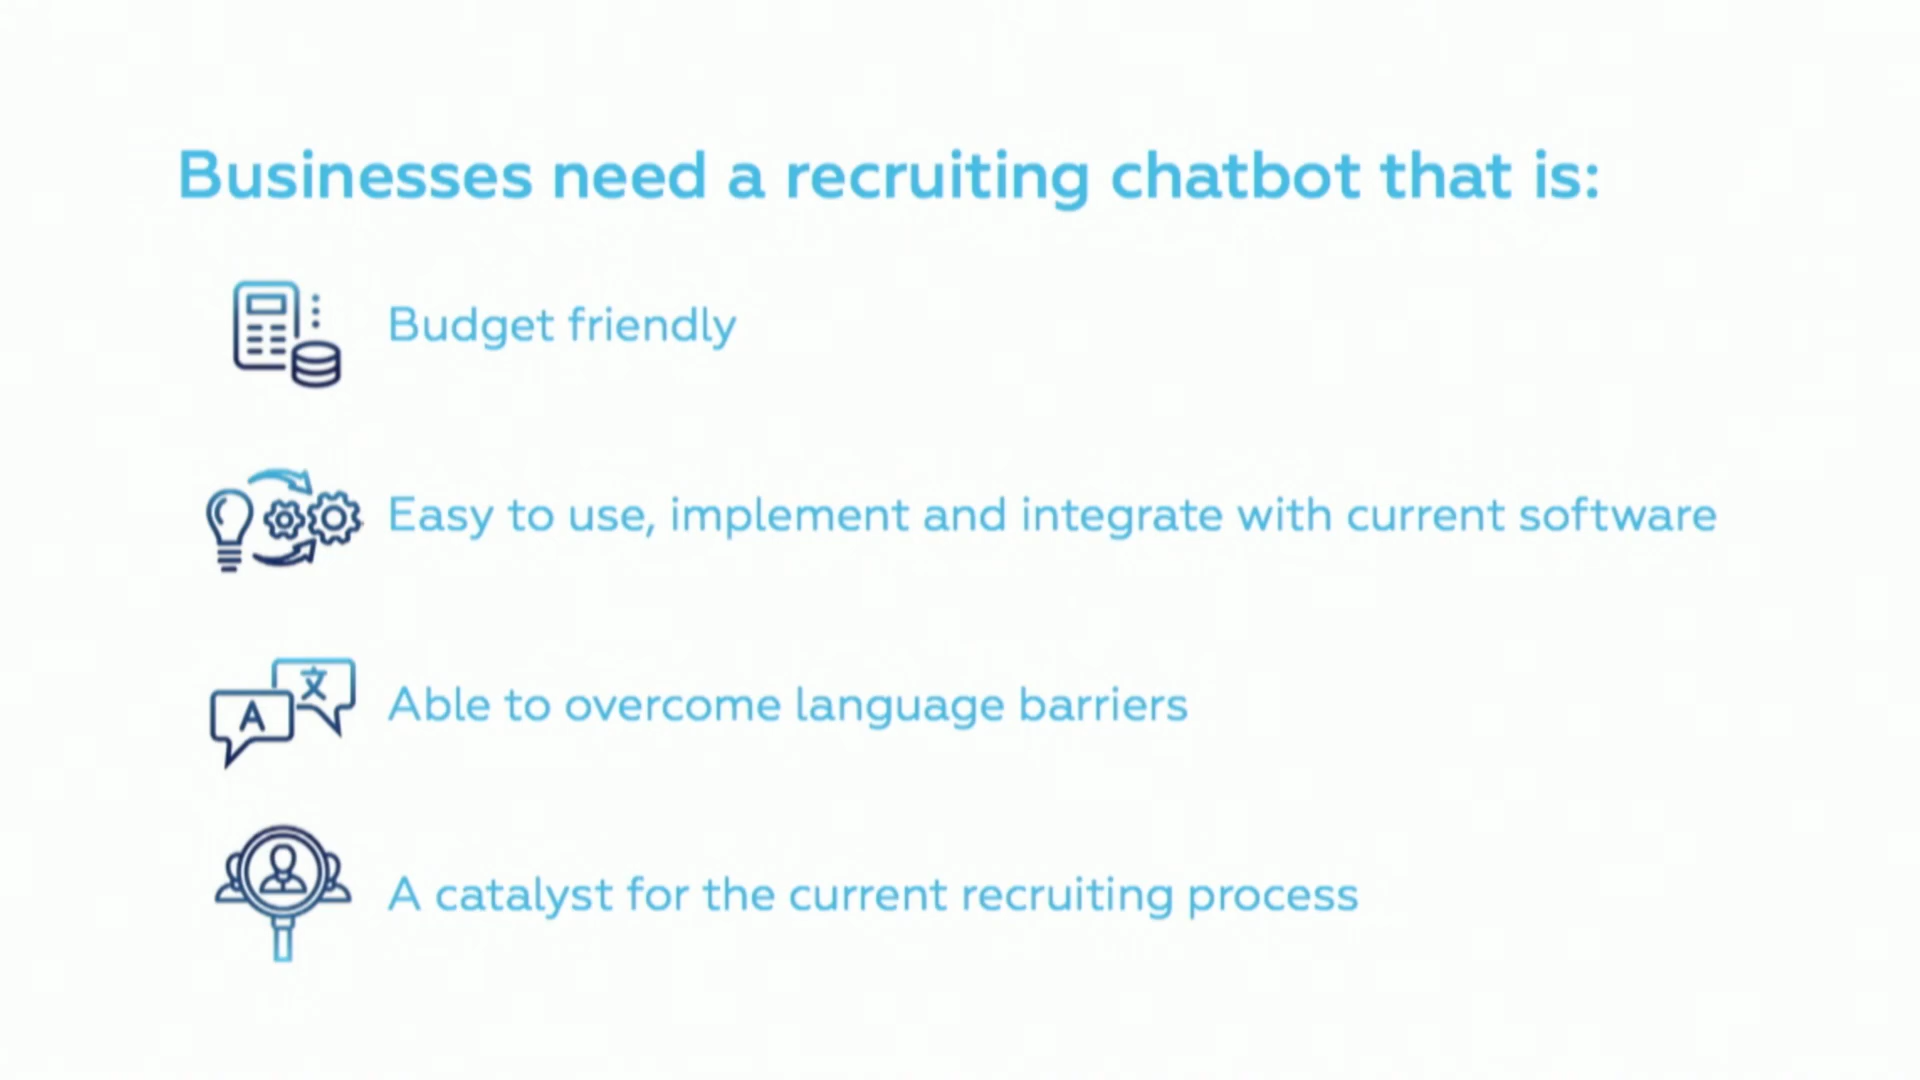 Businesses need a recruiting chatbot that is:
Budget friendly
Easy to use, implement and integrate with current software
A 文
Able to overcome language barriers
A catalyst for the current recruiting process